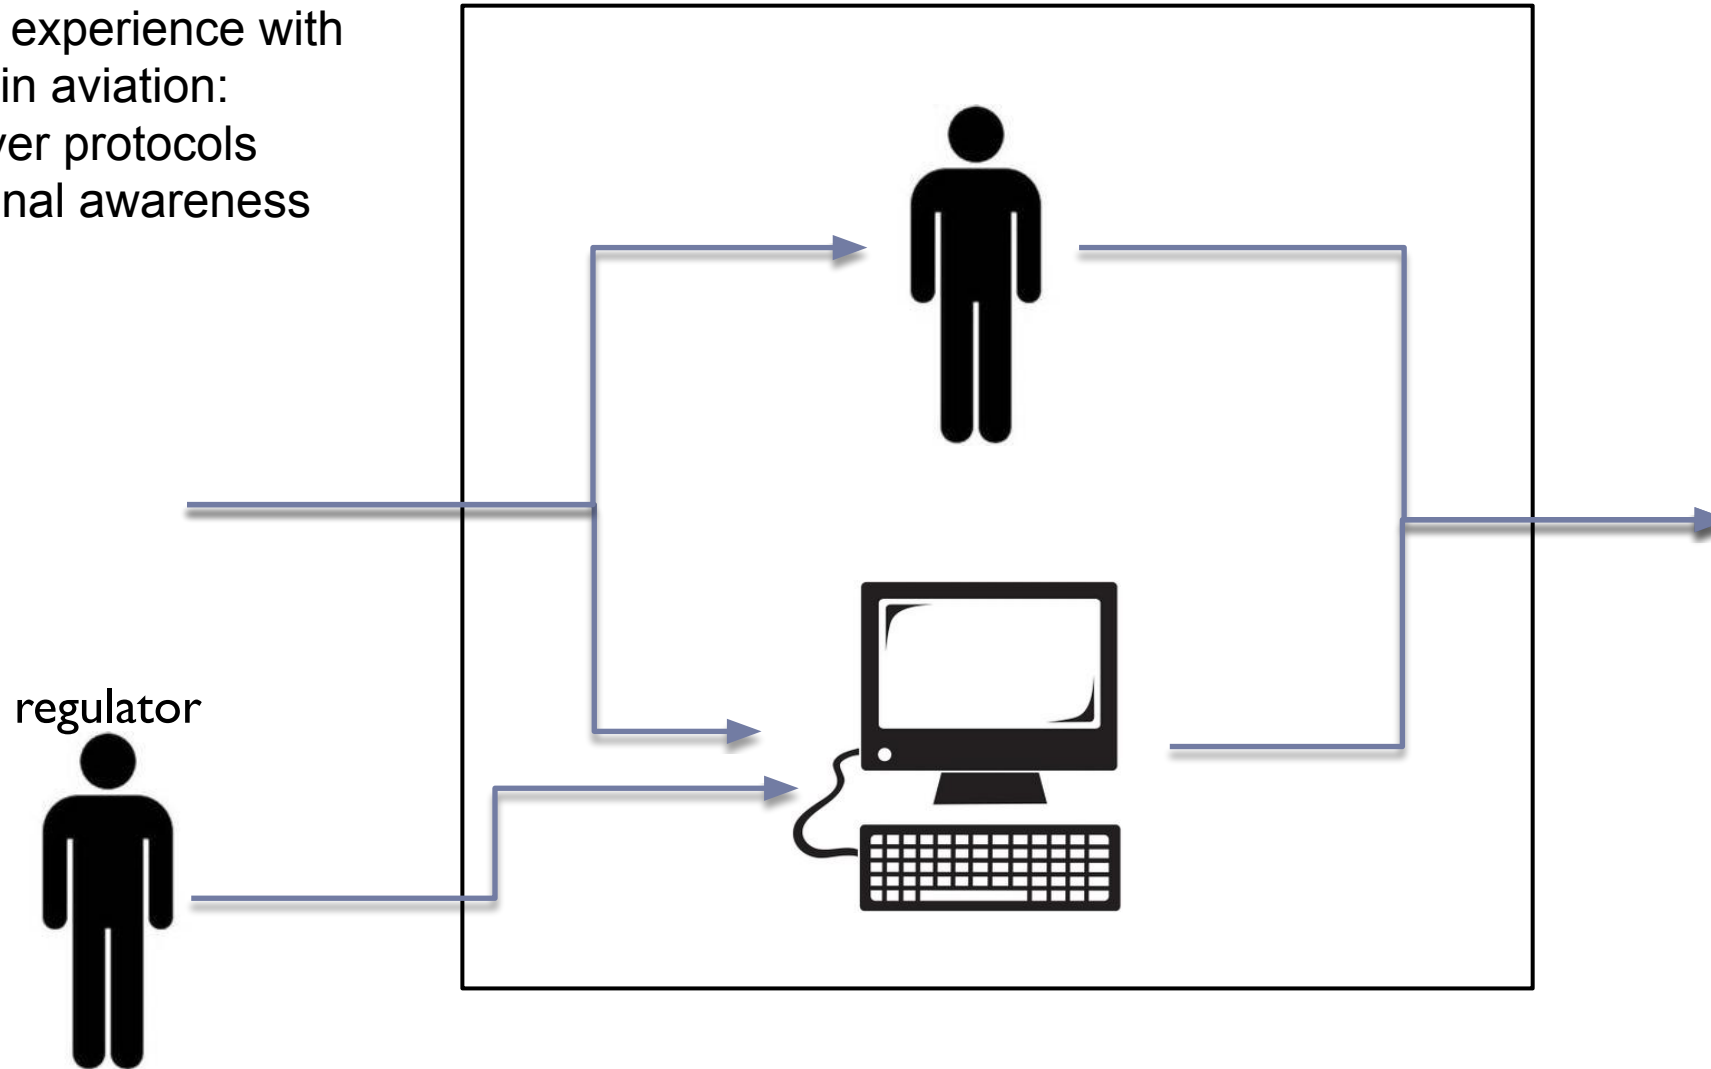 experience with
in aviation:
ver protocols
nal awareness
regulator